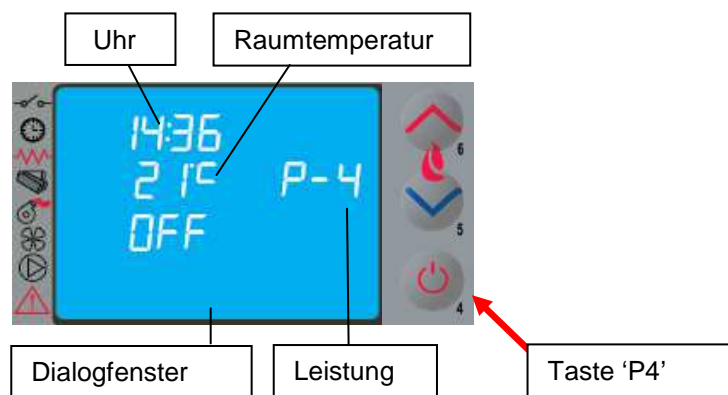 Uhr
Raumtemperatur
14:36
21°C P-4
OFF
6
5
4
Dialogfenster
Leistung
Taste ‘P4’